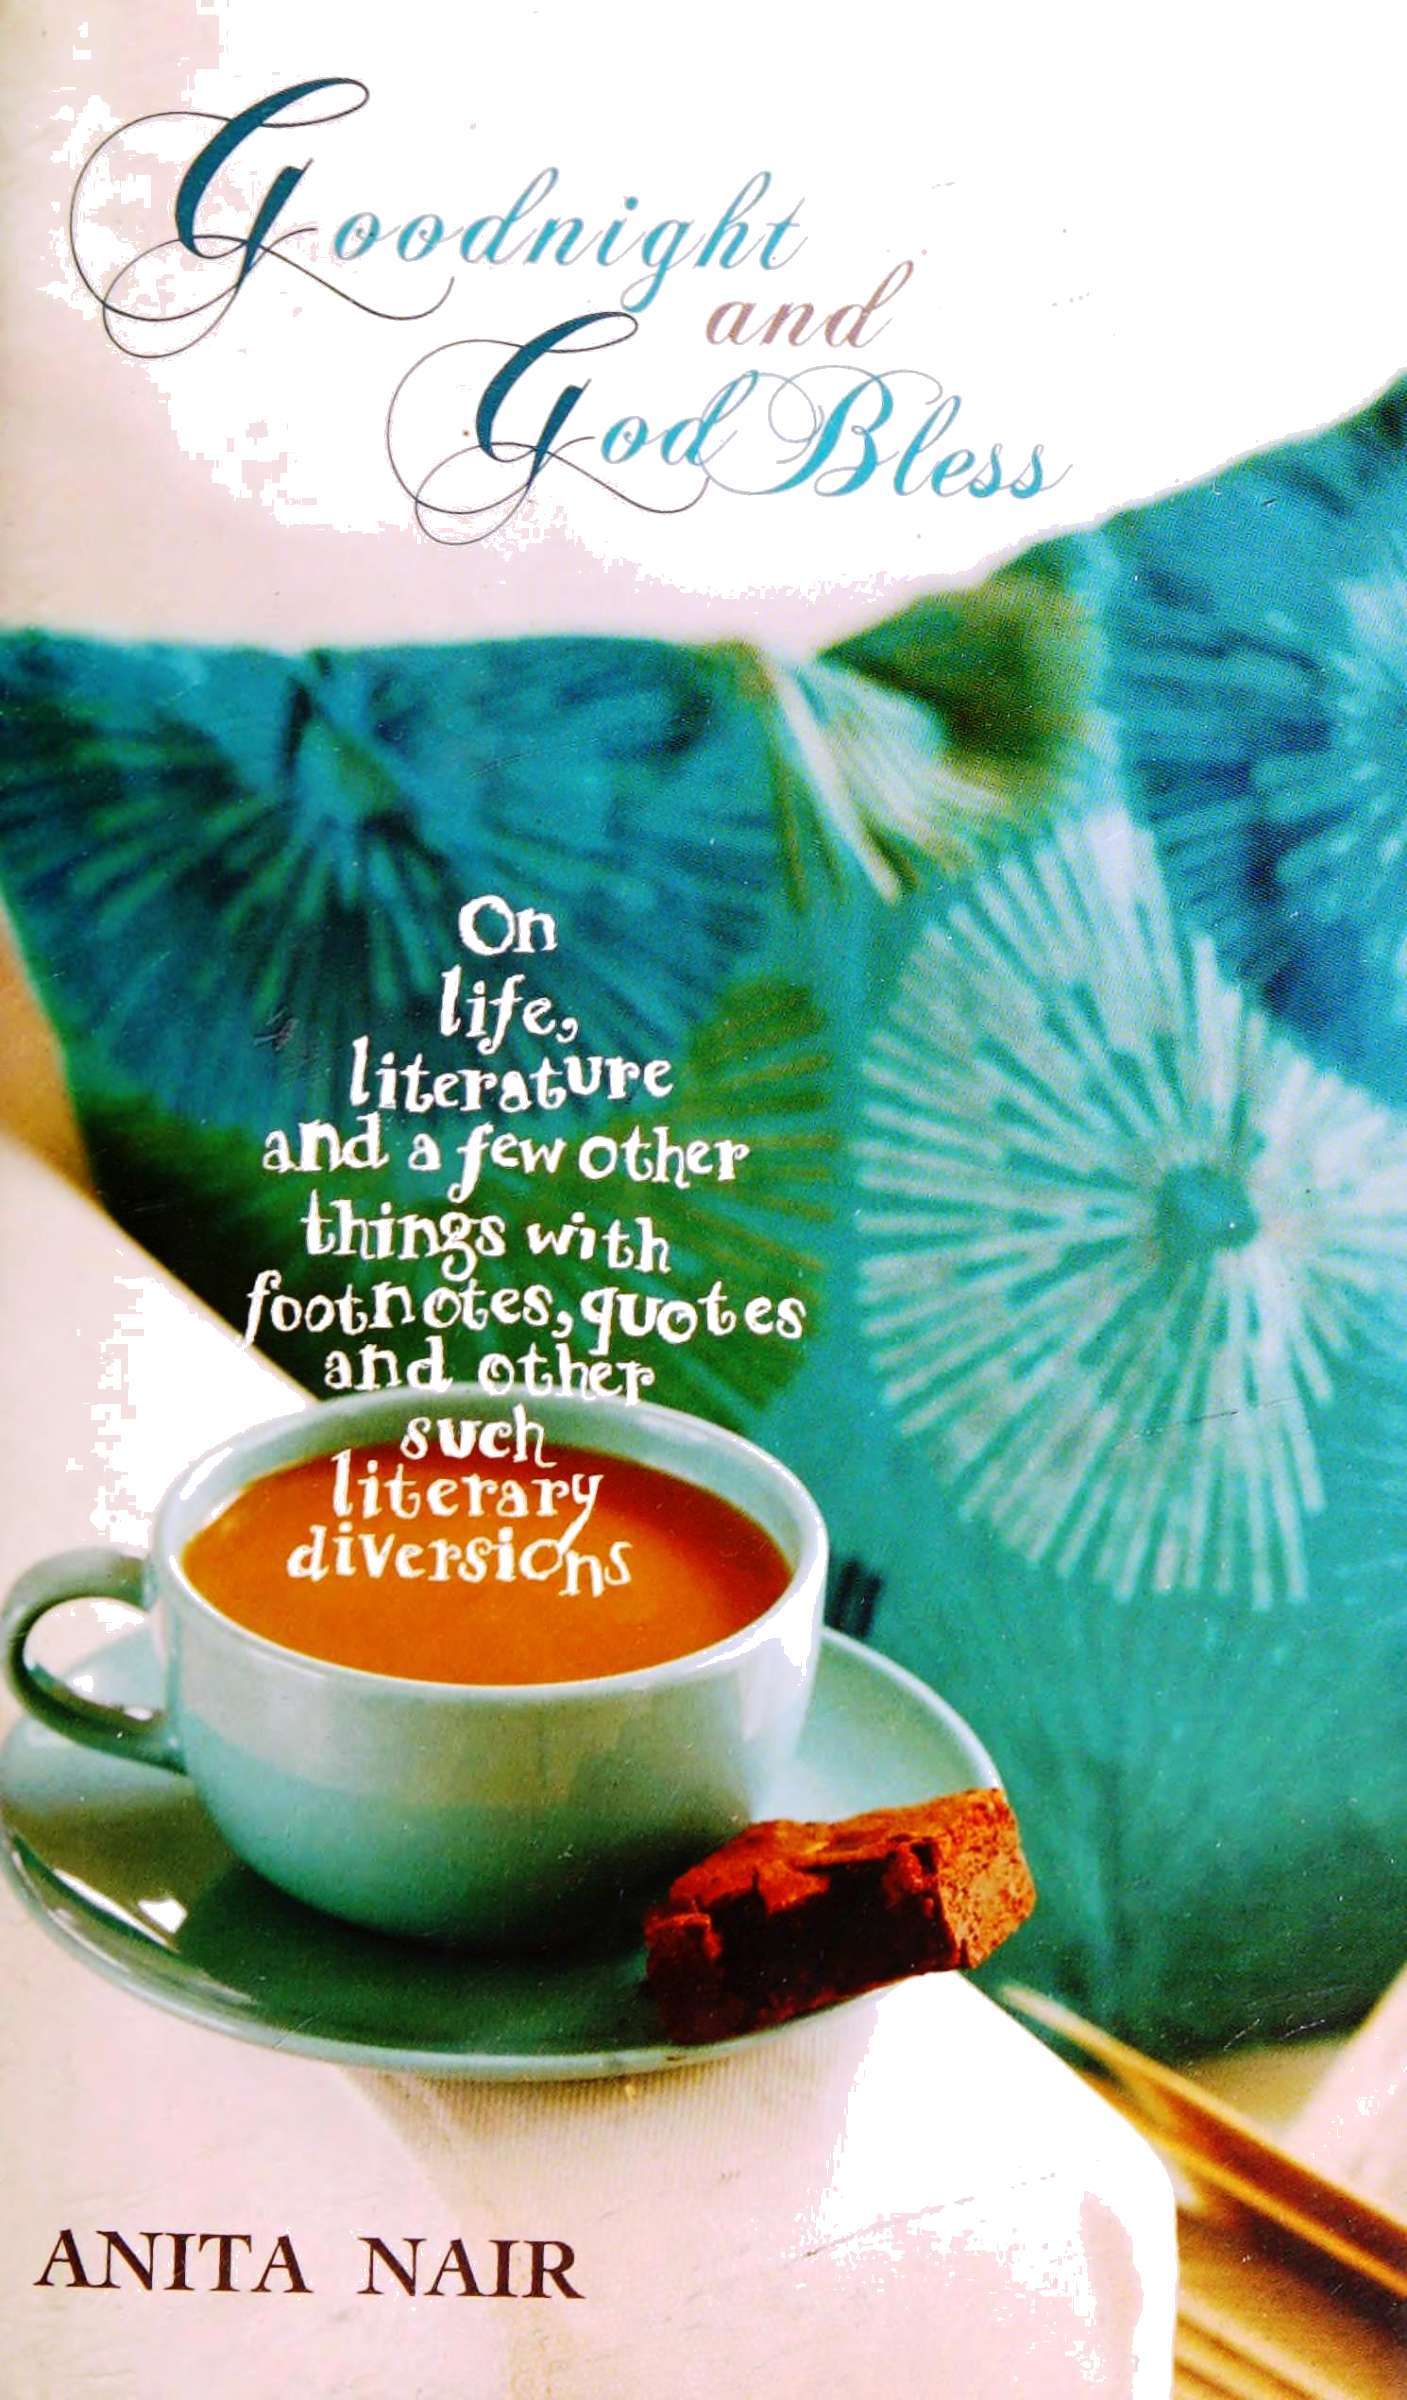 Goodnight
and
God Bless
On
life,
literature
and a few other
things with
footnotes, quotes
and other
such
literary
diversions
ANITA NAIR